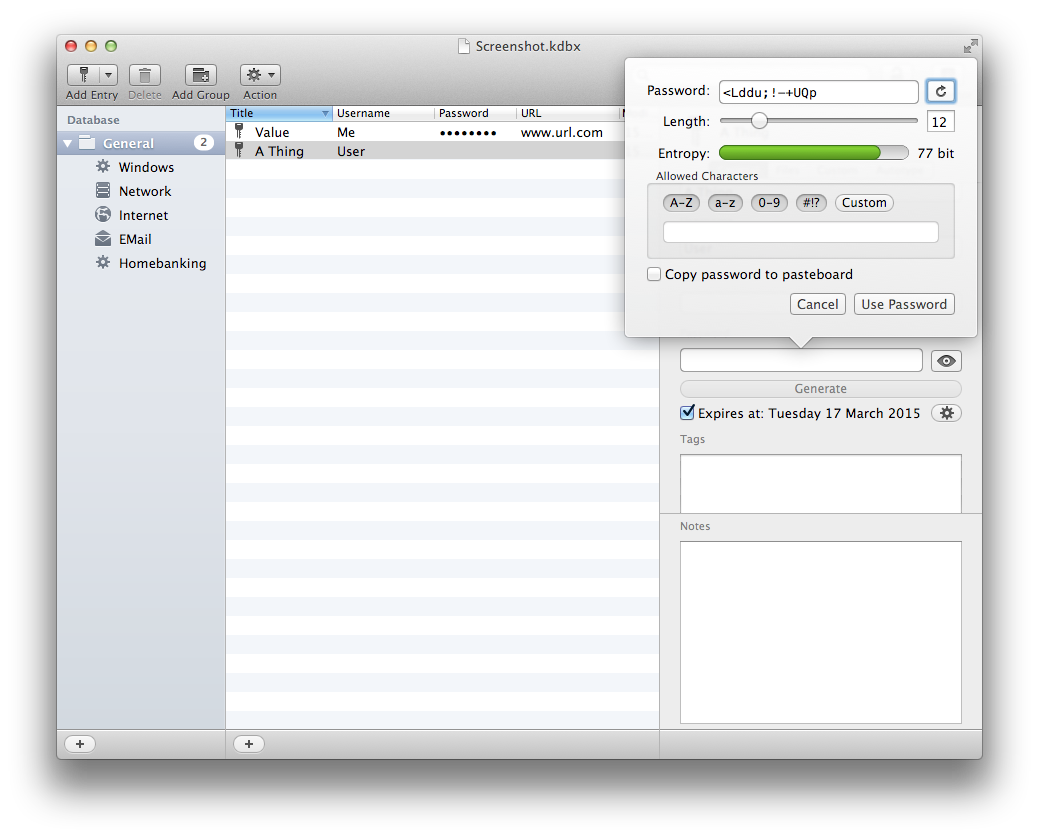 Screenshot.kdbx
Add Entry
Delete
Add Group
Action
Database
General 2
Windows
Network
Internet
EMail
Homebanking
Title Username Password URL
Value Me •••••••• www.url.com
A Thing User
Password: <Lddu;!-+UQp
Length: 12
Entropy: 77 bit
Allowed Characters
A-Z a-z 0-9 #!? Custom
Copy password to pasteboard
Cancel Use Password
Generate
Expires at: Tuesday 17 March 2015
Tags
Notes